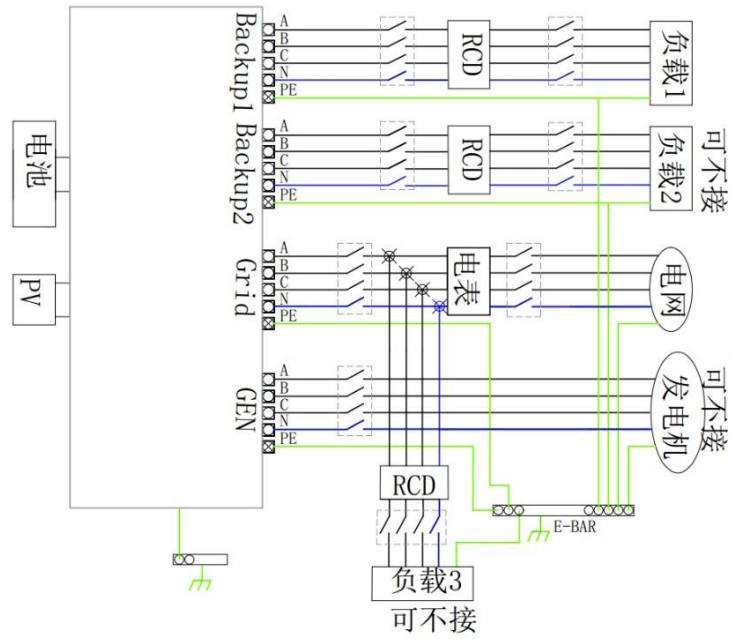 Backup1
A
B
C
N
PE
RCD
负载1
Backup2
A
B
C
N
PE
RCD
负载2
可不接
电池
PV
Grid
A
B
C
N
PE
电表
电网
GEN
A
B
C
N
PE
发电机
可不接
RCD
E-BAR
负载3
可不接